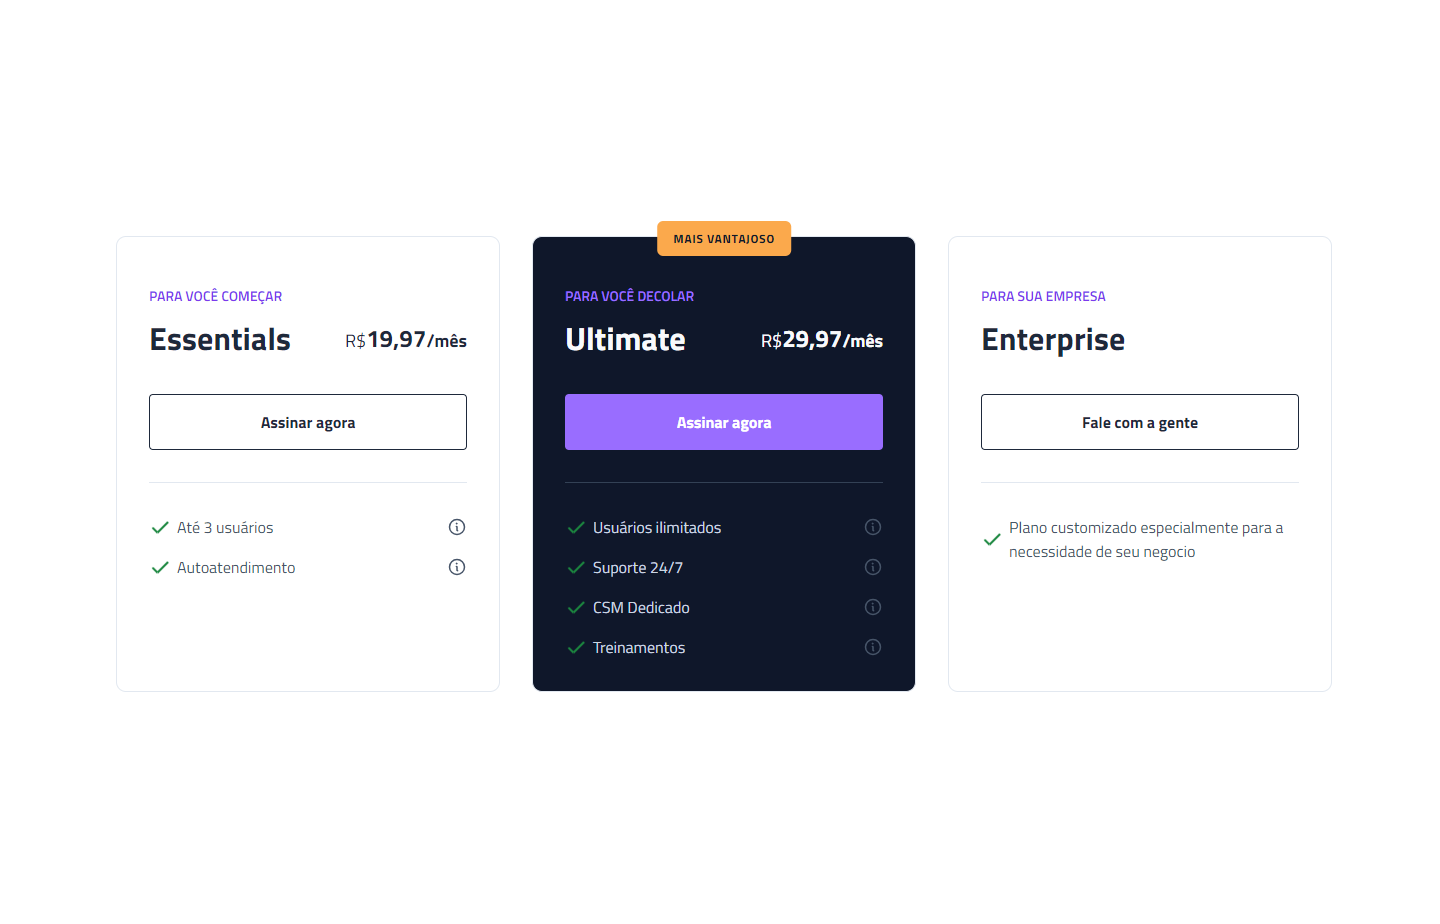 PARA VOCÊ COMEÇAR
Essentials
R$19,97/mês
Assinar agora
Até 3 usuários
Autoatendimento
MAIS VANTAJOSO
PARA VOCÊ DECOLAR
Ultimate
R$29,97/mês
Assinar agora
Usuários ilimitados
Suporte 24/7
CSM Dedicado
Treinamentos
PARA SUA EMPRESA
Enterprise
Fale com a gente
Plano customizado especialmente para a
necessidade de seu negocio